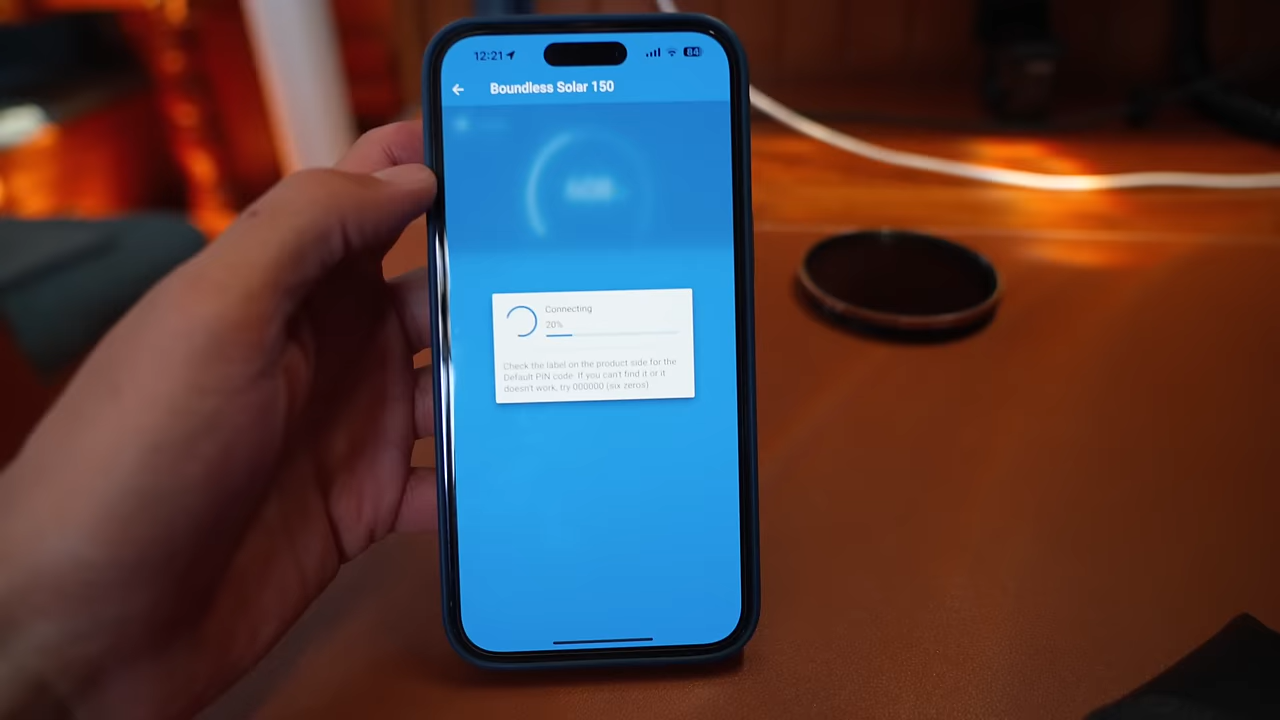 12:21
84
Boundless Solar 150
Connecting
20%
Check the label on the product side for the
Default PIN code. If you can't find it or it
doesn't work, try 000000 (six zeros)